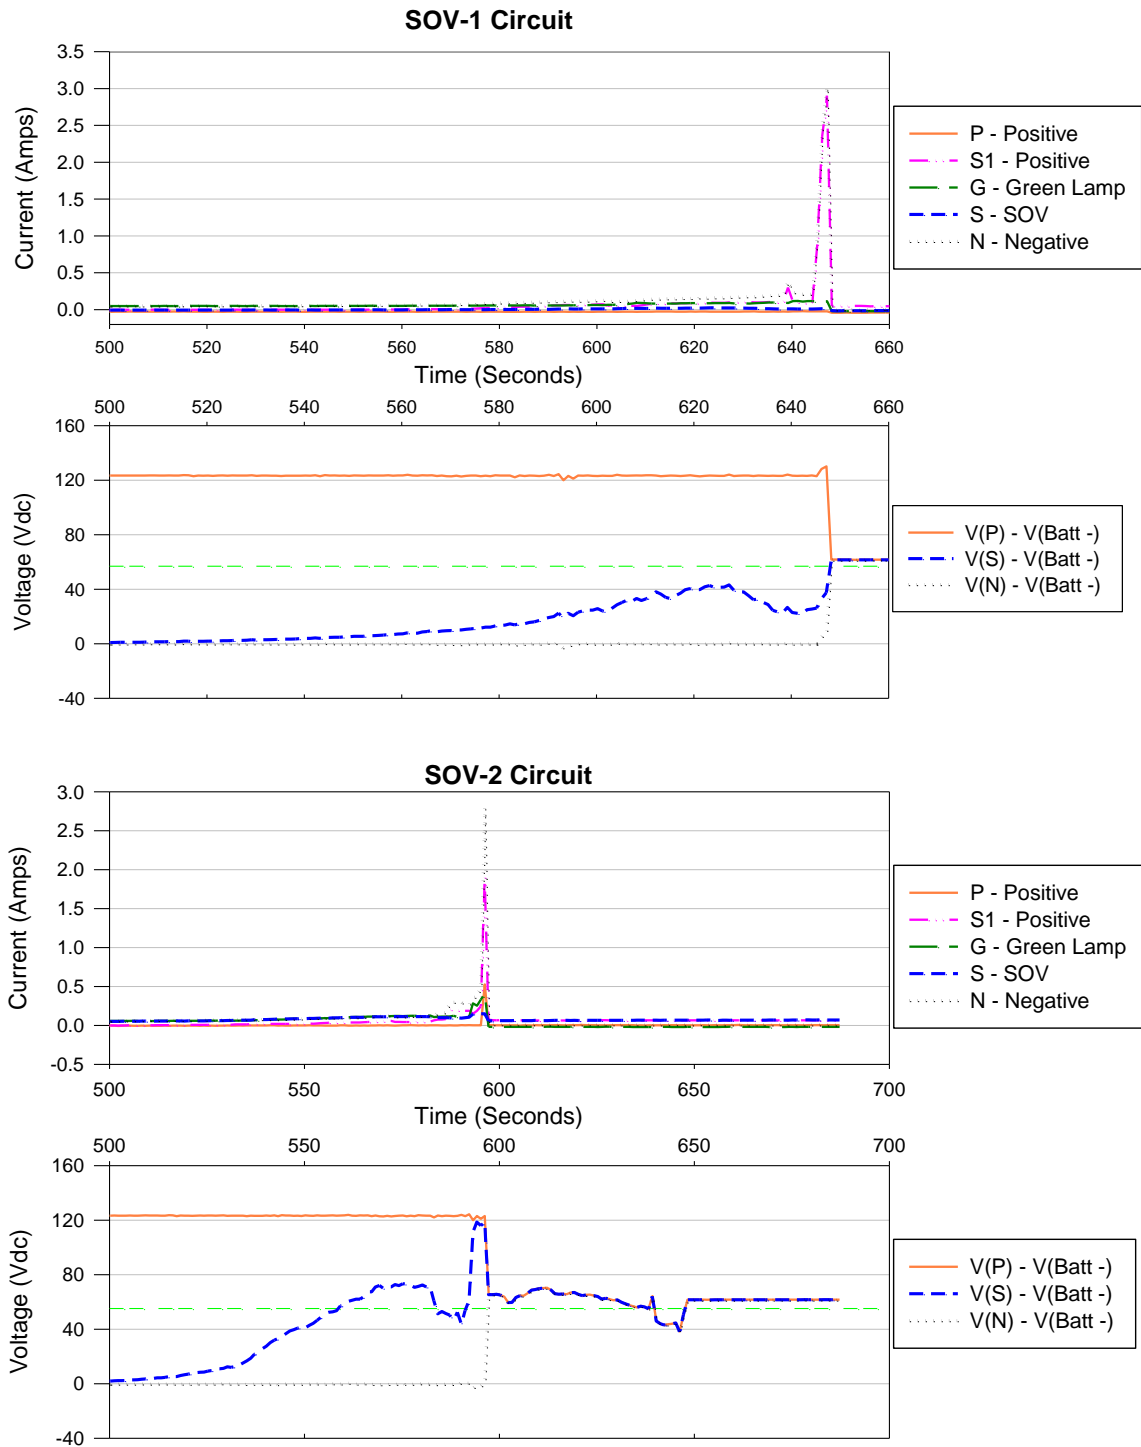 SOV-1 Circuit
3.5
3.0
2.5
2.0
1.5
1.0
0.5
0.0
Current (Amps)
500 520 540 560 580 600 620 640 660
Time (Seconds)
P - Positive
S1 - Positive
G - Green Lamp
S - SOV
N - Negative
500 520 540 560 580 600 620 640 660
160
120
80
40
0
-40
Voltage (Vdc)
V(P) - V(Batt -)
V(S) - V(Batt -)
V(N) - V(Batt -)
SOV-2 Circuit
3.0
2.5
2.0
1.5
1.0
0.5
0.0
-0.5
Current (Amps)
500 550 600 650 700
Time (Seconds)
P - Positive
S1 - Positive
G - Green Lamp
S - SOV
N - Negative
500 550 600 650 700
160
120
80
40
0
-40
Voltage (Vdc)
V(P) - V(Batt -)
V(S) - V(Batt -)
V(N) - V(Batt -)